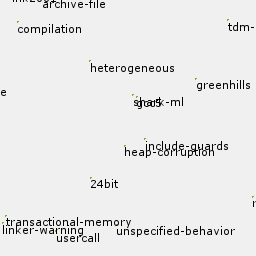 archive-file
compilation
tdm-
heterogeneous
greenhills
e
shark-ml
include-guards
heap-corruption
24bit
transactional-memory
linker-warning
unspecified-behavior
usercall